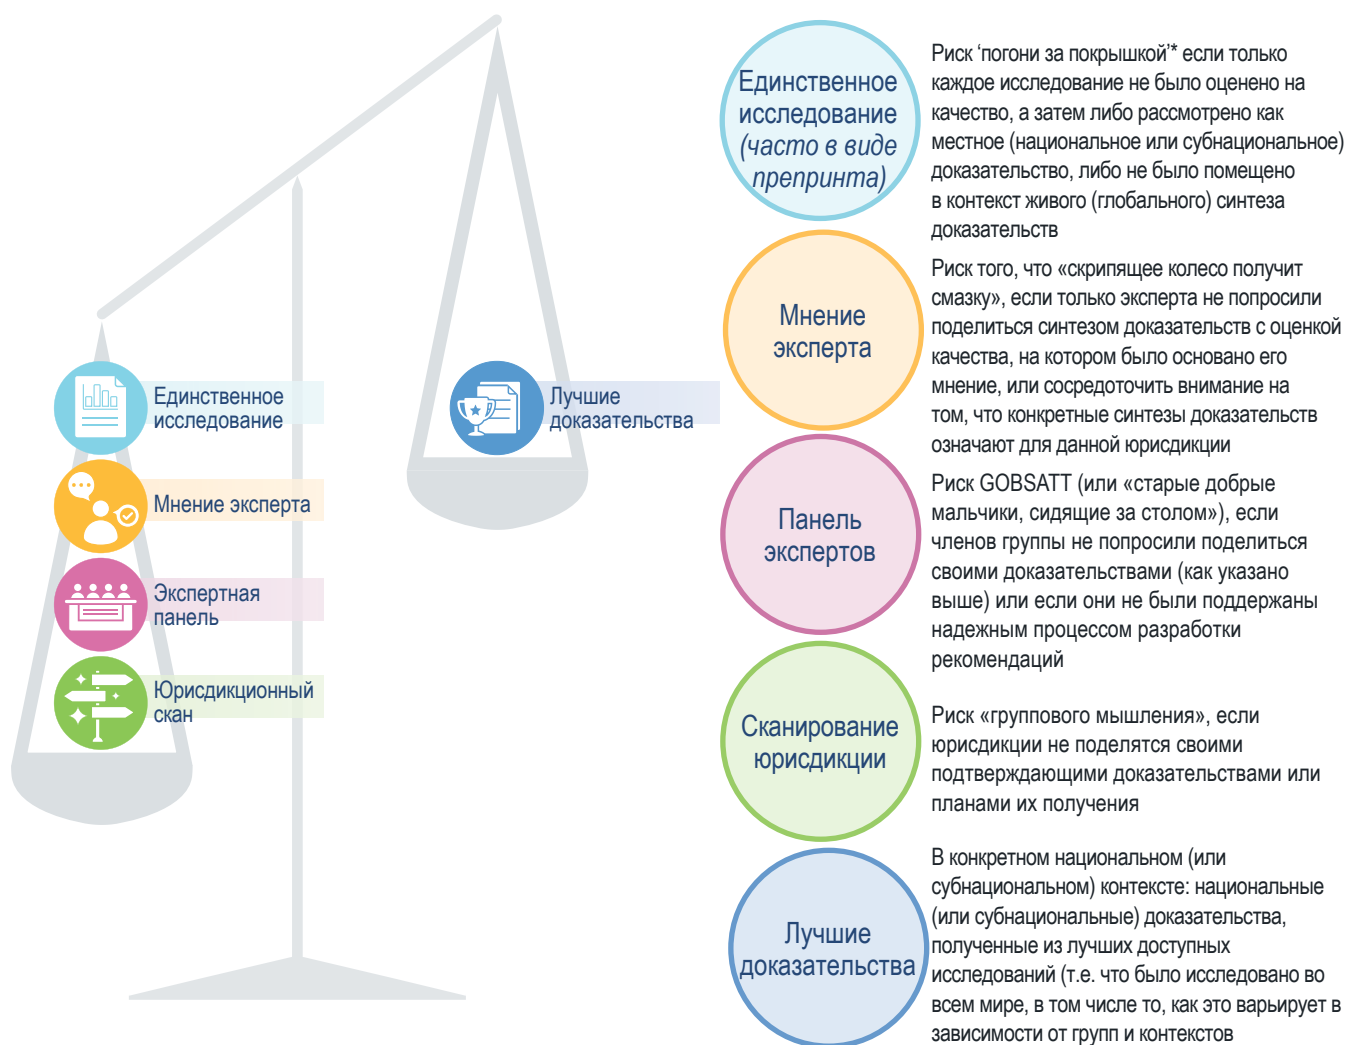 Единственное
исследование
Мнение эксперта
Экспертная
панель
Юрисдикционный
скан
Лучшие
доказательства
Единственное
исследование
(часто в виде
препринта)
Риск ‘погони за покрышкой’* если только
каждое исследование не было оценено на
качество, а затем либо рассмотрено как
местное (национальное или субнациональное)
доказательство, либо не было помещено
в контекст живого (глобального) синтеза
доказательств
Мнение
эксперта
Риск того, что «скрипящее колесо получит
смазку», если только эксперта не попросили
поделиться синтезом доказательств с оценкой
качества, на котором было основано его
мнение, или сосредоточить внимание на
том, что конкретные синтезы доказательств
означают для данной юрисдикции
Панель
экспертов
Риск GOBSATT (или «старые добрые
мальчики, сидящие за столом»), если
членов группы не попросили поделиться
своими доказательствами (как указано
выше) или если они не были поддержаны
надежным процессом разработки
рекомендаций
Сканирование
юрисдикции
Риск «группового мышления», если
юрисдикции не поделятся своими
подтверждающими доказательствами или
планами их получения
Лучшие
доказательства
В конкретном национальном (или
субнациональном) контексте: национальные
(или субнациональные) доказательства,
полученные из лучших доступных
исследований (т.е. что было исследовано во
всем мире, в том числе то, как это варьирует в
зависимости от групп и контекстов